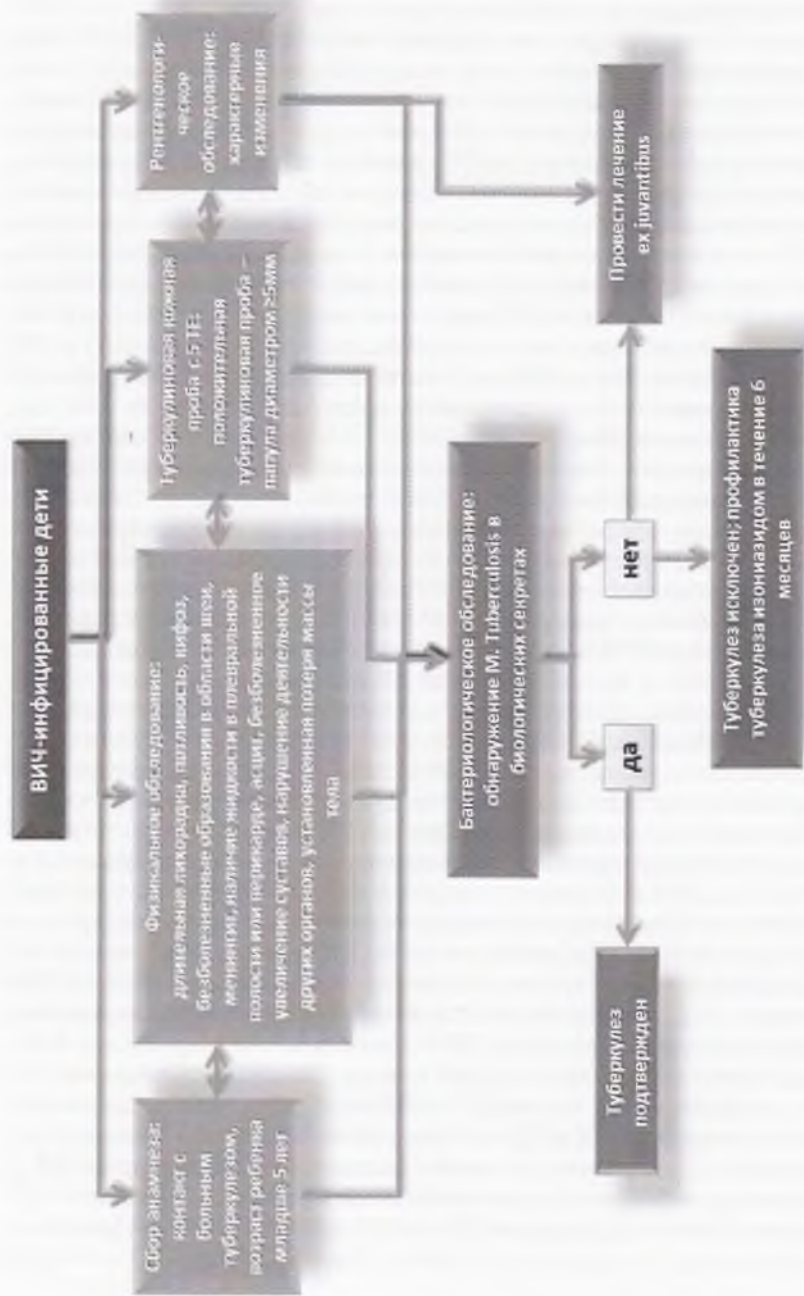 ВИЧ-инфицированные дети
Сбор анамнеза:
контакт с
больным
туберкулезом,
возраст ребенка
младше 5 лет
Физикальное обследование:
длительная лихорадка, потливость, кифоз,
безболезненные образования в области шеи,
менингит, наличие жидкости в плевральной
полости или перикарде, асцит, безболезненное
увеличение суставов, нарушение деятельности
других органов, установленная потеря массы
тела
Туберкулиновая кожная
проба с 5 ТЕ:
положительная
туберкулиновая проба –
папула диаметром ≥5мм
Рентгенологи-
ческое
обследование:
характерные
изменения
Бактериологическое обследование:
обнаружение M. Tuberculosis в
биологических секретах
да
нет
Туберкулез
подтвержден
Туберкулез исключен; профилактика
туберкулеза изониазидом в течение 6
месяцев
Провести лечение
ex juvantibus